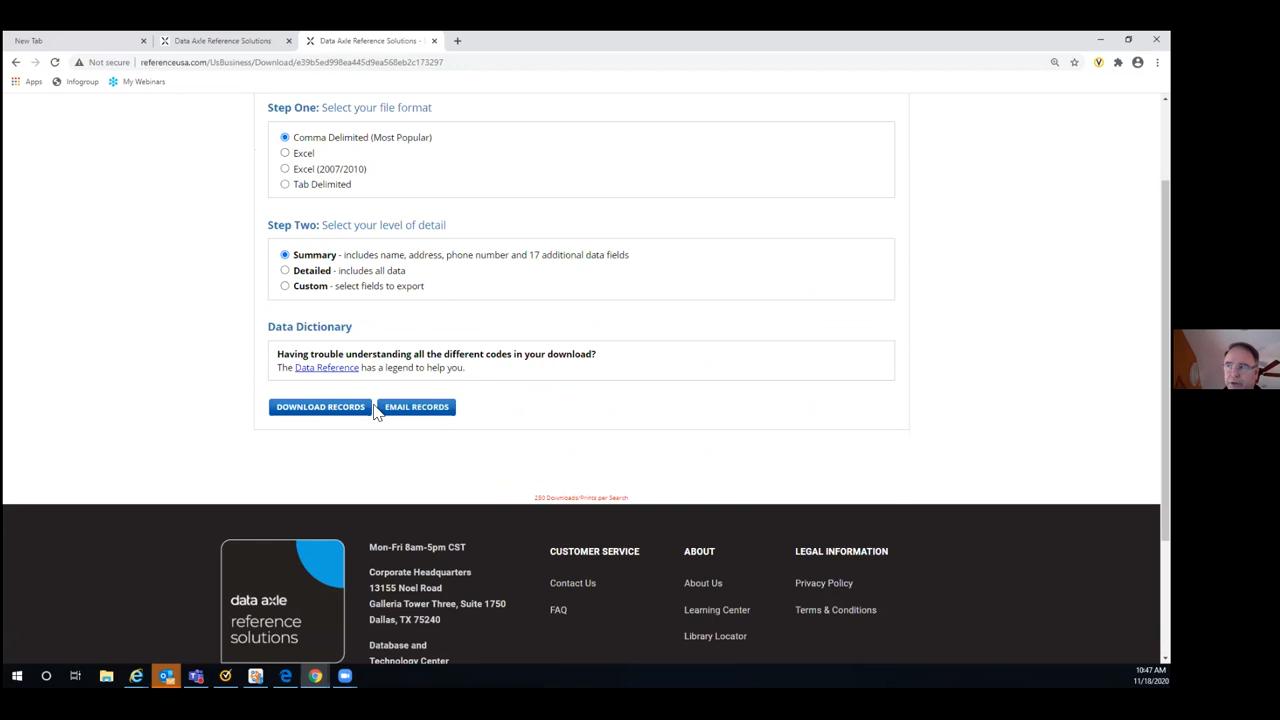 New Tab
Data Axle Reference Solutions
Data Axle Reference Solutions -
Not secure
referenceusa.com/UsBusiness/Download/e39b5ed998ea445d9ea568eb2c173297
Apps
Infogroup
My Webinars
Step One: Select your file format
Comma Delimited (Most Popular)
Excel
Excel (2007/2010)
Tab Delimited
Step Two: Select your level of detail
Summary - includes name, address, phone number and 17 additional data fields
Detailed - includes all data
Custom - select fields to export
Data Dictionary
Having trouble understanding all the different codes in your download?
The Data Reference has a legend to help you.
DOWNLOAD RECORDS
EMAIL RECORDS
250 Downloads/Prints per Search
data axle
reference
solutions
Mon-Fri 8am-5pm CST
Corporate Headquarters
13155 Noel Road
Galleria Tower Three, Suite 1750
Dallas, TX 75240
Database and
Technology Center
CUSTOMER SERVICE
Contact Us
FAQ
ABOUT
About Us
Learning Center
Library Locator
LEGAL INFORMATION
Privacy Policy
Terms & Conditions
10:47 AM
11/18/2020